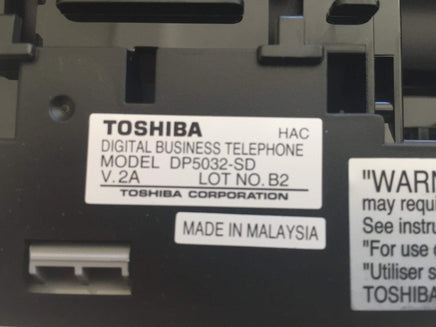 TOSHIBA HAC
DIGITAL BUSINESS TELEPHONE
MODEL DP5032-SD
V.2A LOT NO. B2
TOSHIBA CORPORATION
MADE IN MALAYSIA
"WARN
may requi
See instru
"For use
"Utiliser s
TOSHIBA